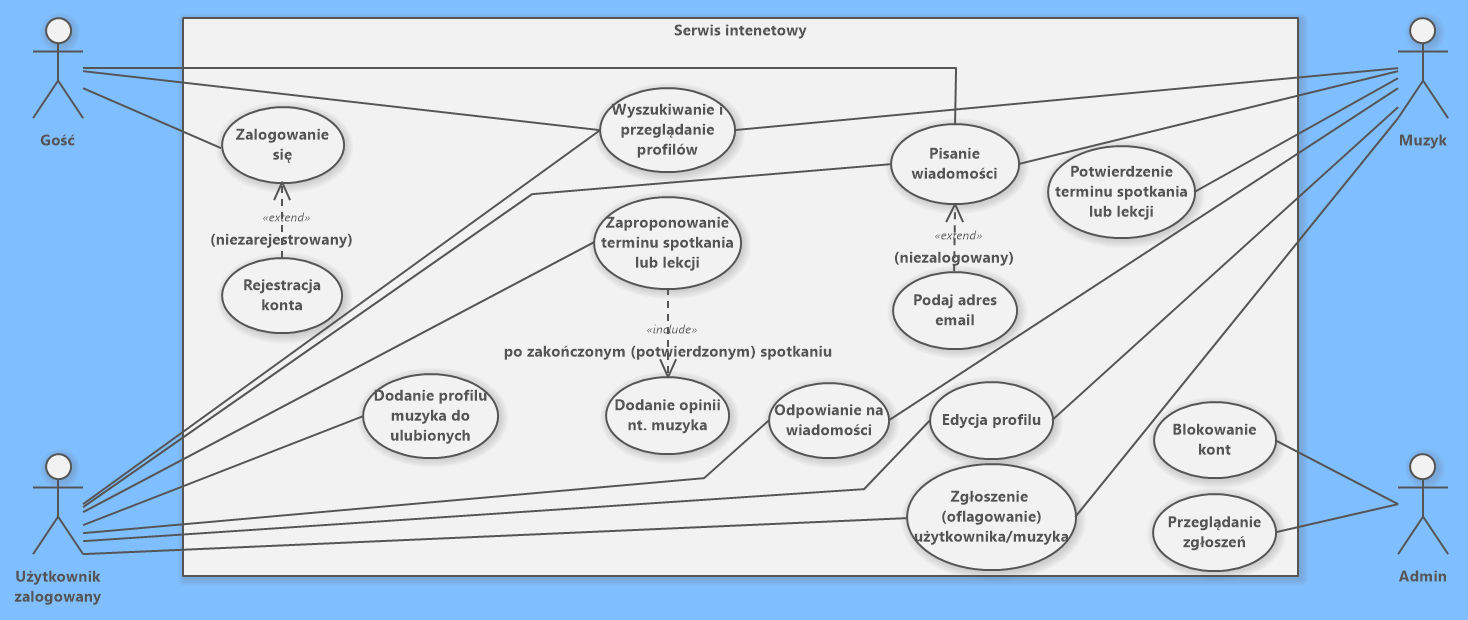 Serwis intenetowy
Gość
Muzyk
Zalogowanie
się
Wyszukiwanie i
przeglądanie
profilów
Pisanie
wiadomości
Potwierdzenie
terminu spotkania
lub lekcji
«extend»
(niezarejestrowany)
Zaproponowanie
terminu spotkania
lub lekcji
«extend»
(niezalogowany)
Rejestracja
konta
Podaj adres
email
«include»
po zakończonym (potwierdzonym) spotkaniu
Dodanie profilu
muzyka do
ulubionych
Dodanie opinii
nt. muzyka
Odpowianie na
wiadomości
Edycja profilu
Blokowanie
kont
Zgłoszenie
(oflagowanie)
użytkownika/muzyka
Przeglądanie
zgłoszeń
Użytkownik
zalogowany
Admin